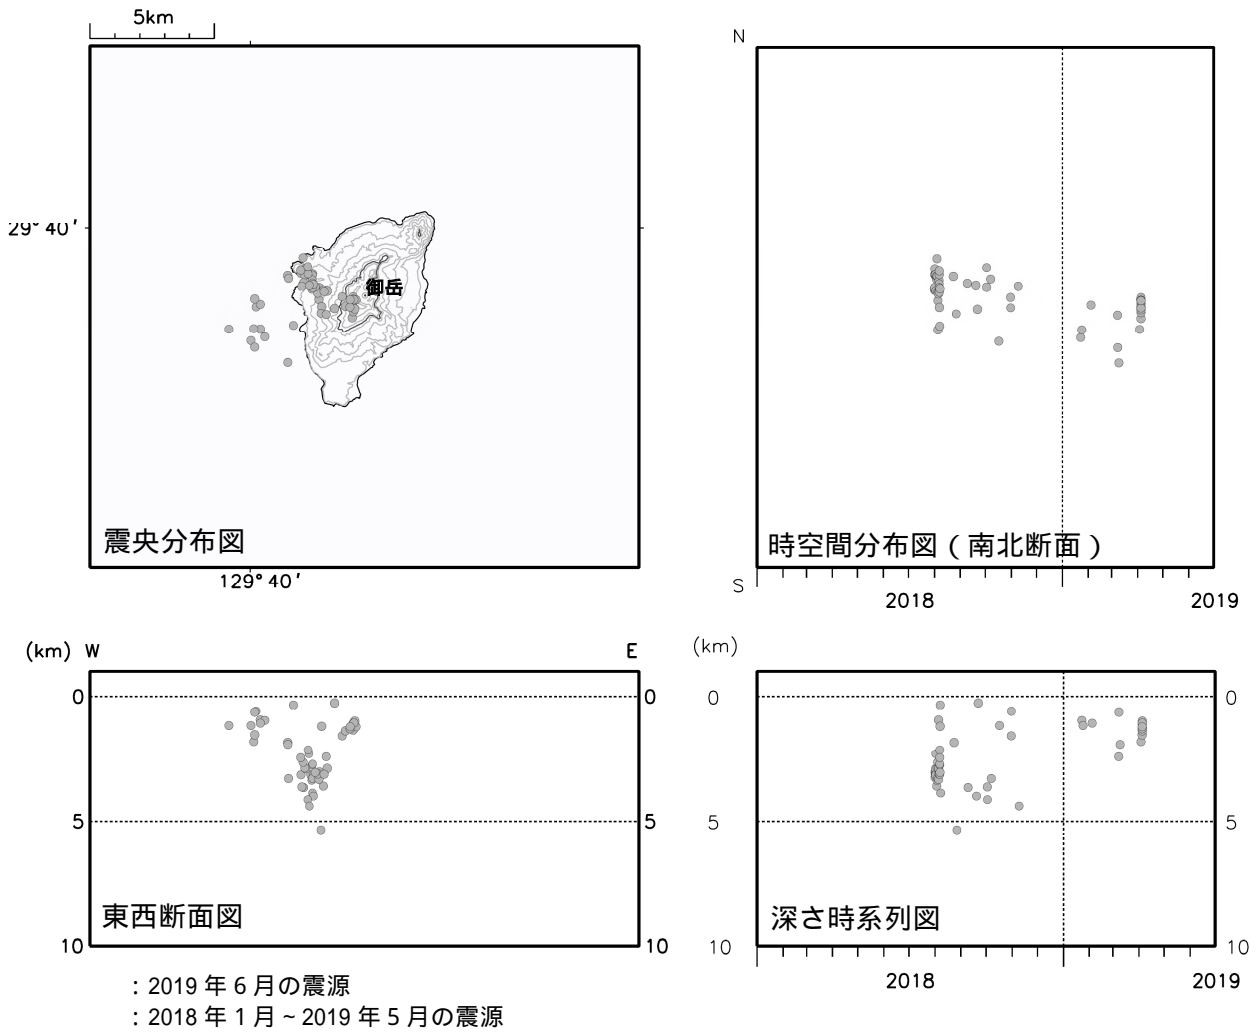 5km
29°40′
御岳
震央分布図
129°40′
N
S
時空間分布図（南北断面）
2018
2019
(km) W
E
0
0
5
5
10
10
東西断面図
(km)
0
0
5
5
10
10
深さ時系列図
2018
2019
：2019 年 6 月の震源
：2018 年 1 月～2019 年 5 月の震源